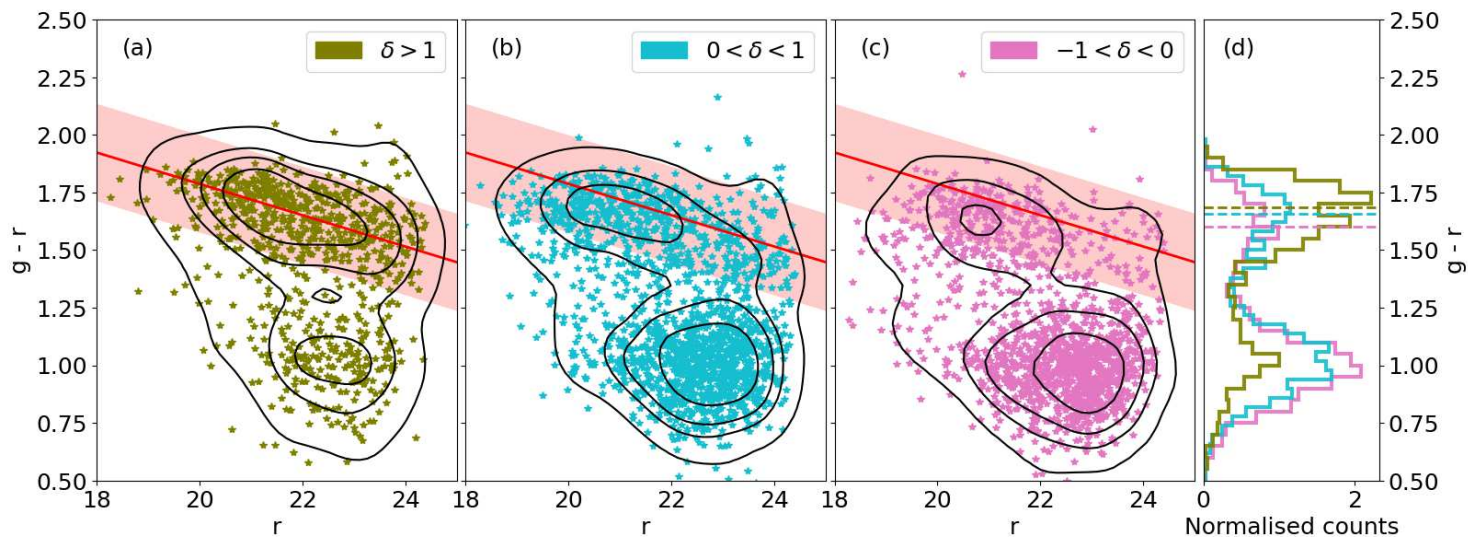 2.50
2.25
2.00
1.75
1.50
1.25
1.00
0.75
0.50
g - r
(a)
δ > 1
18
20
22
24
r
(b)
0 < δ < 1
18
20
22
24
r
(c)
−1 < δ < 0
18
20
22
24
r
(d)
0
2
Normalised counts
2.50
2.25
2.00
1.75
1.50
1.25
1.00
0.75
0.50
g - r